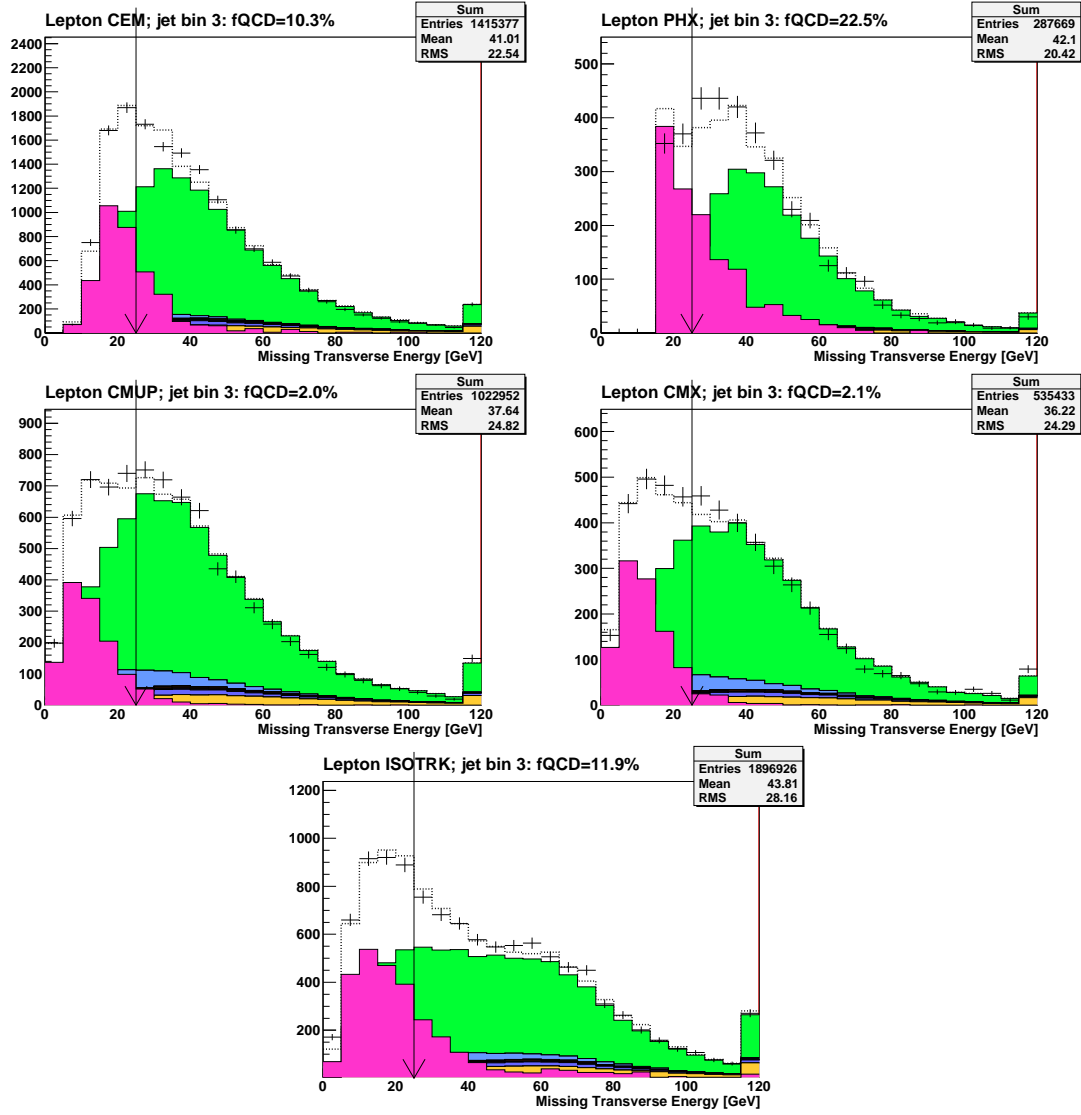 Lepton CEM; jet bin 3: fQCD=10.3%
Sum
Entries 1415377
Mean 41.01
RMS 22.54
2400
2200
2000
1800
1600
1400
1200
1000
800
600
400
200
0
0 20 40 60 80 100 120
Missing Transverse Energy [GeV]
Lepton PHX; jet bin 3: fQCD=22.5%
Sum
Entries 287669
Mean 42.1
RMS 20.42
500
400
300
200
100
0
0 20 40 60 80 100 120
Missing Transverse Energy [GeV]
Lepton CMUP; jet bin 3: fQCD=2.0%
Sum
Entries 1022952
Mean 37.64
RMS 24.82
900
800
700
600
500
400
300
200
100
0
0 20 40 60 80 100 120
Missing Transverse Energy [GeV]
Lepton CMX; jet bin 3: fQCD=2.1%
Sum
Entries 535433
Mean 36.22
RMS 24.29
600
500
400
300
200
100
0
0 20 40 60 80 100 120
Missing Transverse Energy [GeV]
Lepton ISOTRK; jet bin 3: fQCD=11.9%
Sum
Entries 1896926
Mean 43.81
RMS 28.16
1200
1000
800
600
400
200
0 20 40 60 80 100 120
Missing Transverse Energy [GeV]